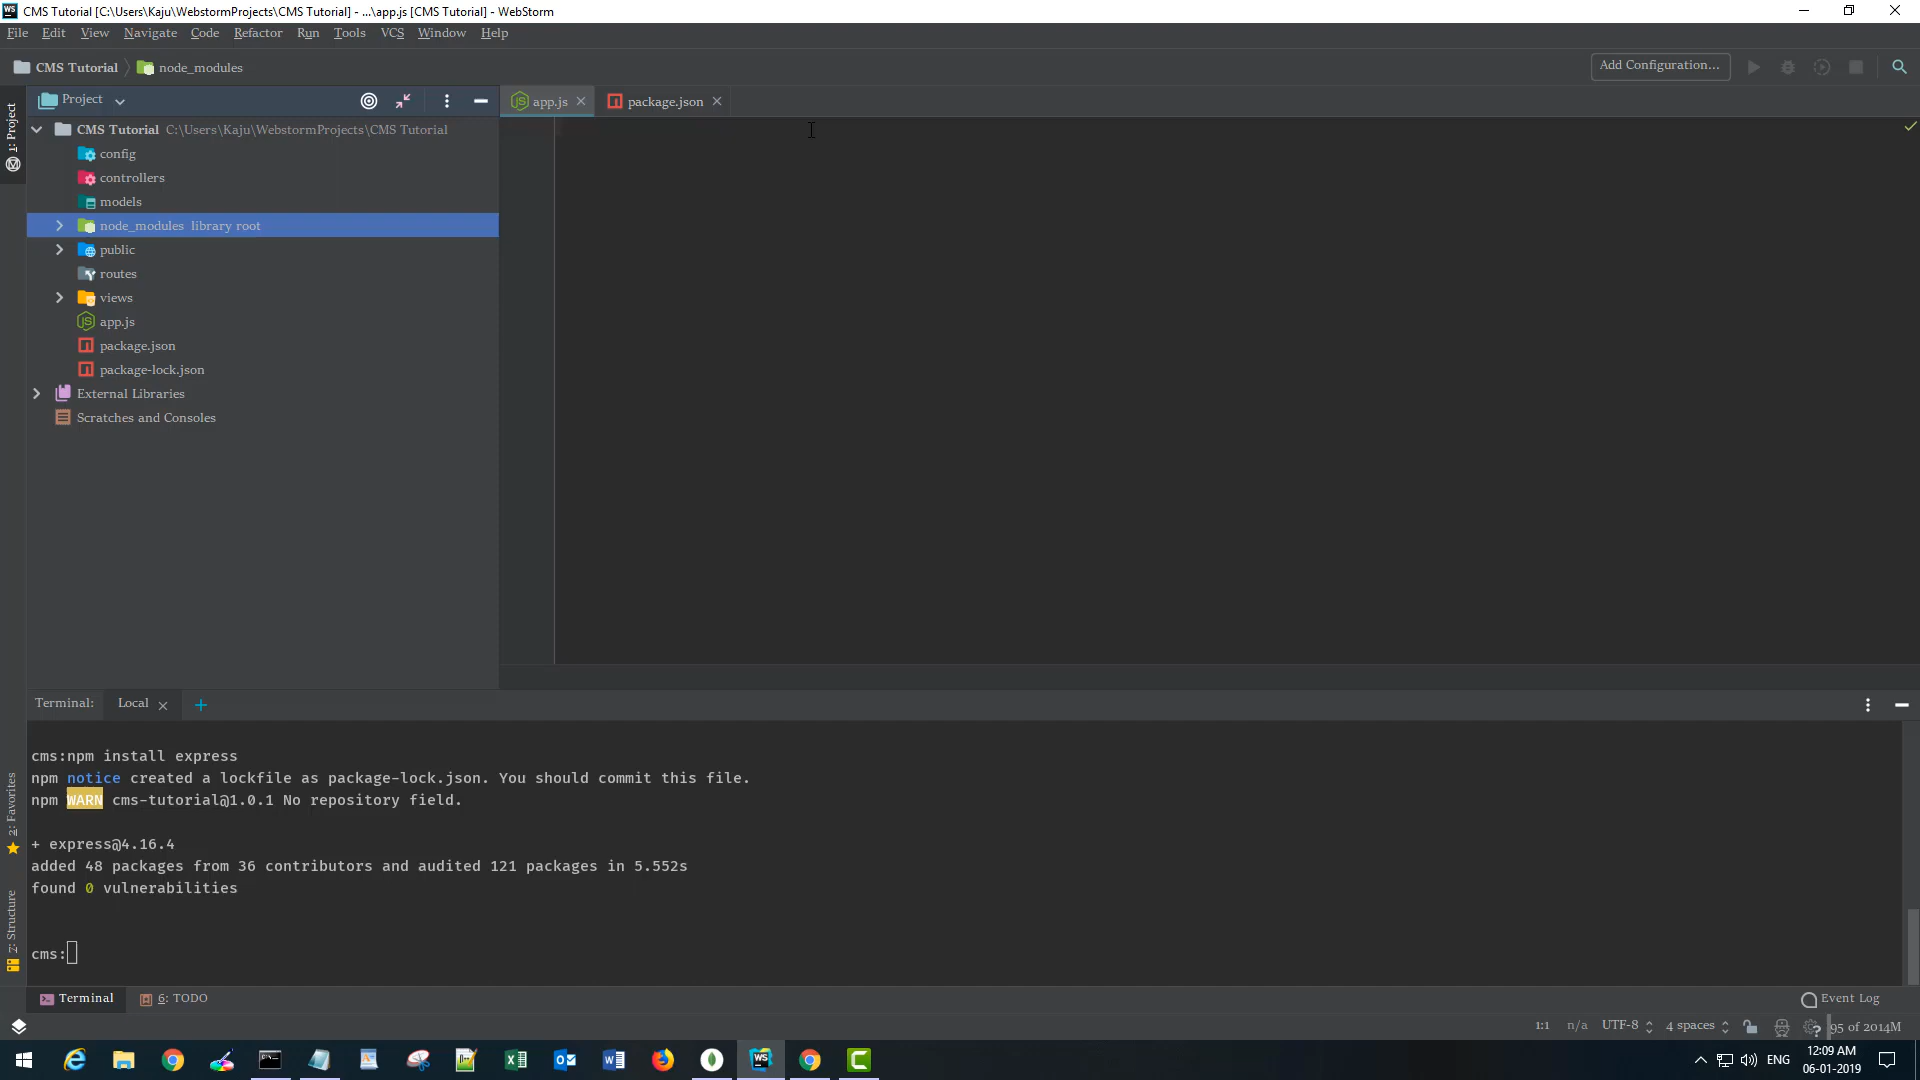 WS CMS Tutorial [C:\Users\Kaju\WebstormProjects\CMS Tutorial] - ...\app.js [CMS Tutorial] - WebStorm
File Edit View Navigate Code Refactor Run Tools VCS Window Help
CMS Tutorial node_modules Add Configuration...
Project
app.js package.json
1: Project
CMS Tutorial C:\Users\Kaju\WebstormProjects\CMS Tutorial
config
controllers
models
node_modules library root
public
routes
views
app.js
package.json
package-lock.json
External Libraries
Scratches and Consoles
Terminal: Local
cms:npm install express
npm notice created a lockfile as package-lock.json. You should commit this file.
npm WARN cms-tutorial@1.0.1 No repository field.
+ express@4.16.4
added 48 packages from 36 contributors and audited 121 packages in 5.552s
found 0 vulnerabilities
cms:
2: Favorites
7: Structure
Terminal 6: TODO Event Log
1:1 n/a UTF-8 4 spaces 95 of 2014M
WS ENG 12:09 AM
06-01-2019